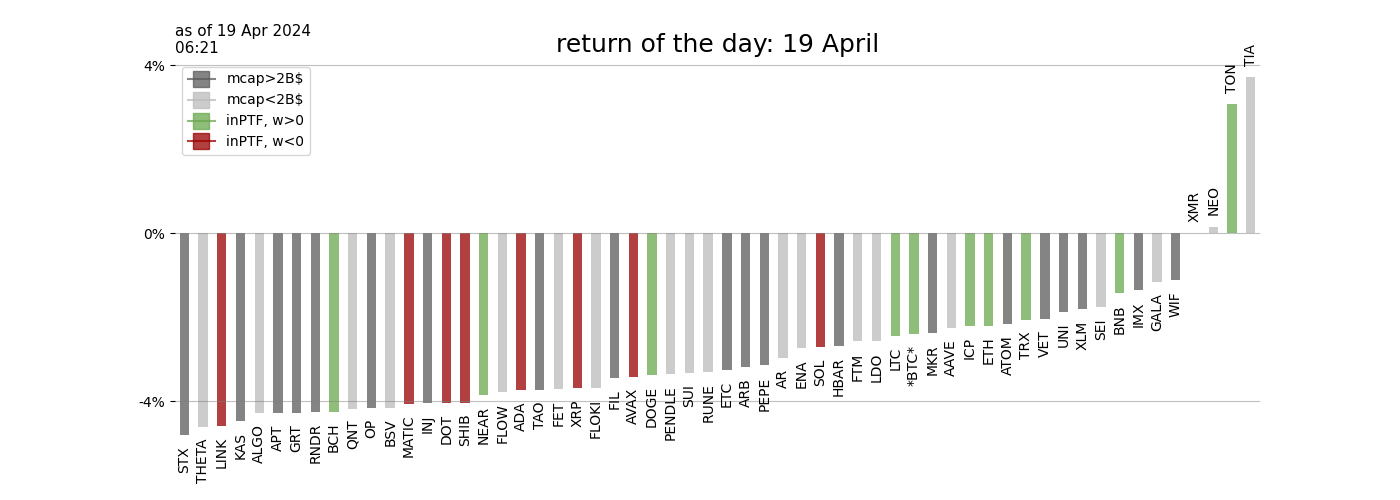 as of 19 Apr 2024
06:21
return of the day: 19 April
4%
0%
-4%
mcap>2B$
mcap<2B$
inPTF, w>0
inPTF, w<0
STX
THETA
LINK
KAS
ALGO
APT
GRT
RNDR
BCH
QNT
OP
BSV
MATIC
INJ
DOT
SHIB
NEAR
FLOW
ADA
TAO
FET
XRP
FLOKI
FIL
AVAX
DOGE
PENDLE
SUI
RUNE
ETC
ARB
PEPE
AR
ENA
SOL
HBAR
FTM
LDO
LTC
*BTC*
MKR
AAVE
ICP
ETH
ATOM
TRX
VET
UNI
XLM
SEI
BNB
IMX
GALA
WIF
XMR
NEO
TON
TIA